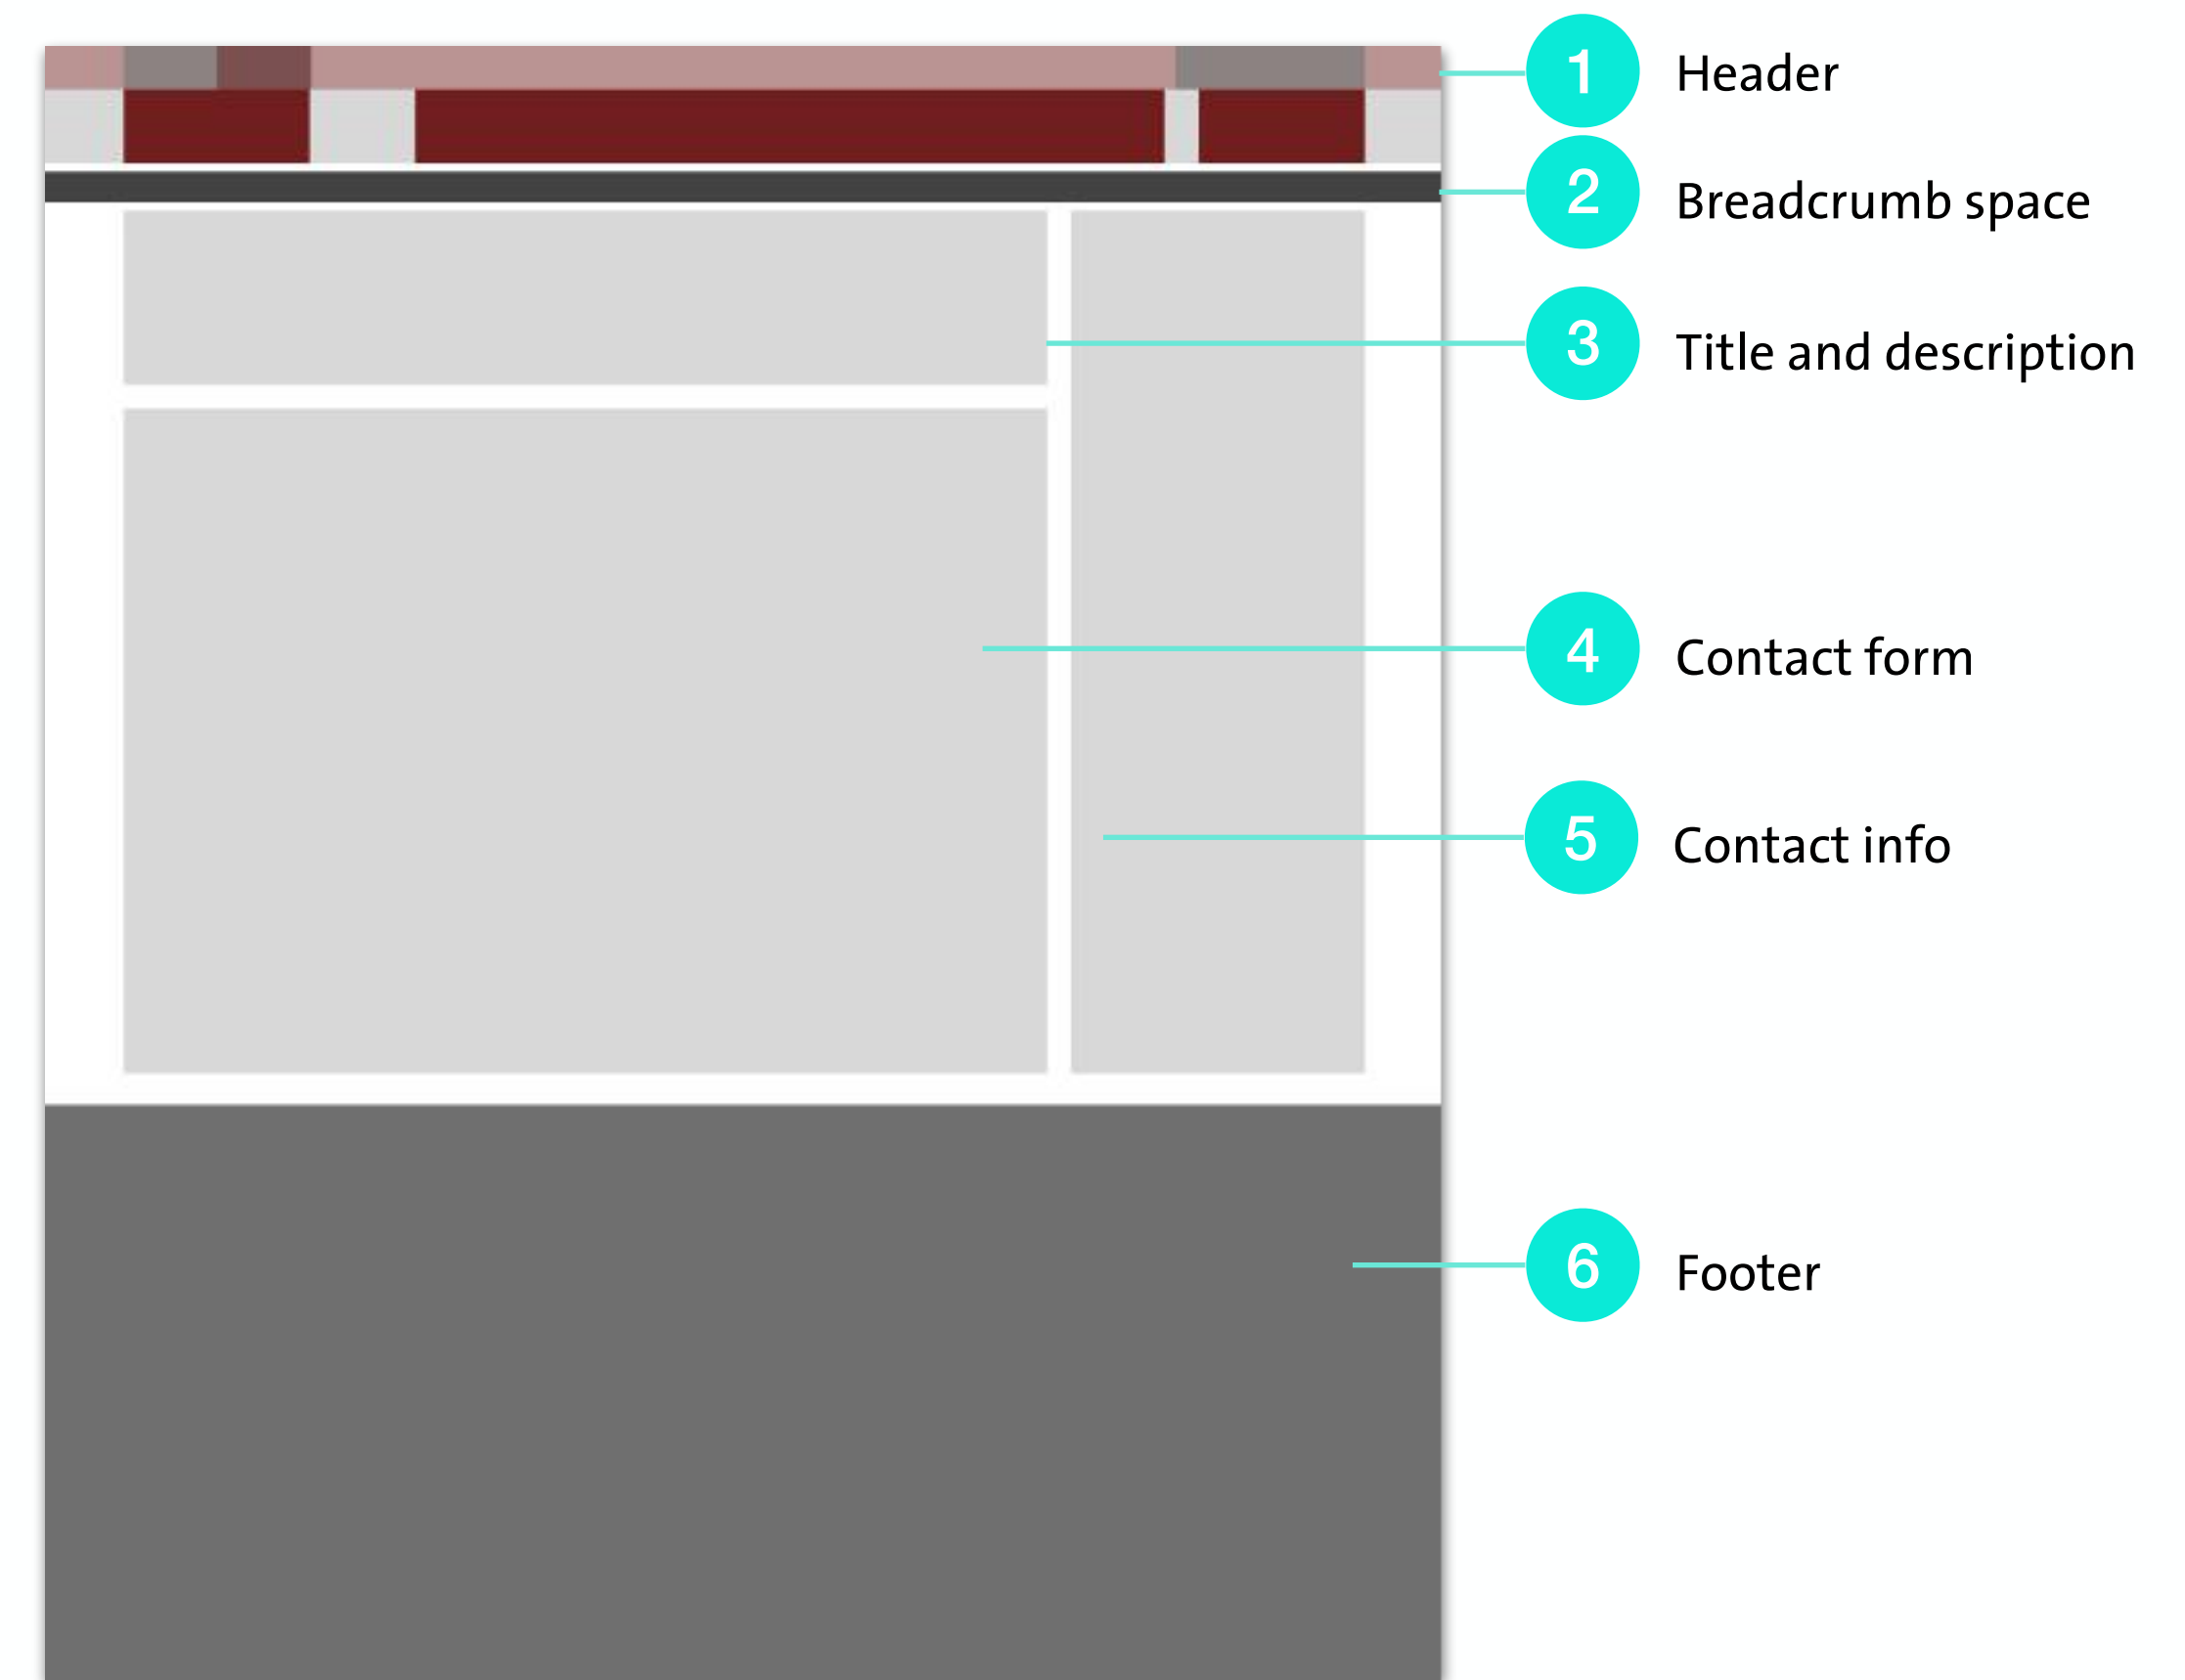 1 Header
2 Breadcrumb space
3 Title and description
4 Contact form
5 Contact info
6 Footer